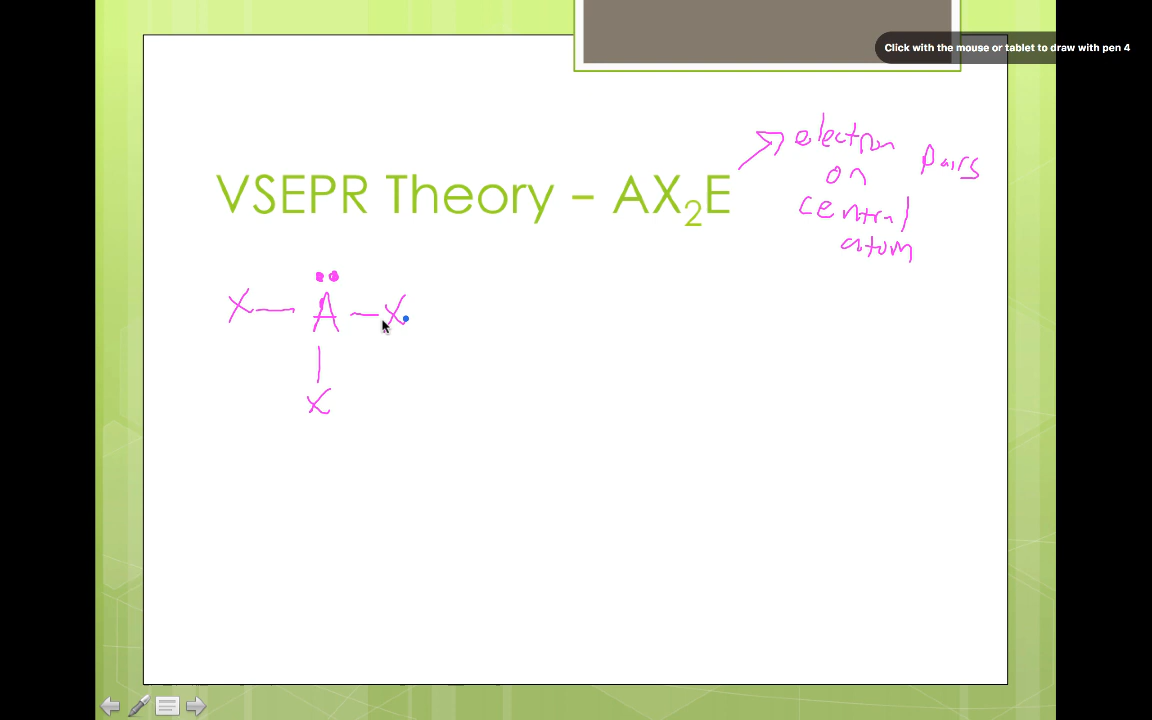 Click with the mouse or tablet to draw with pen 4
electron pairs
on
central
atom
VSEPR Theory – AX₂E
X — A — X
X